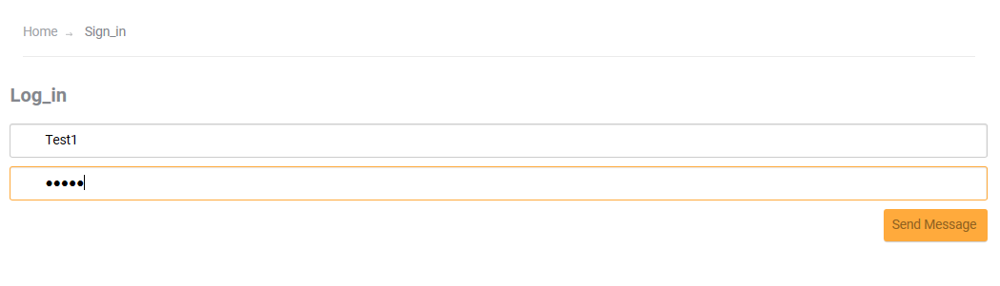 Home → Sign_in
Log_in
Test1
•••••
Send Message